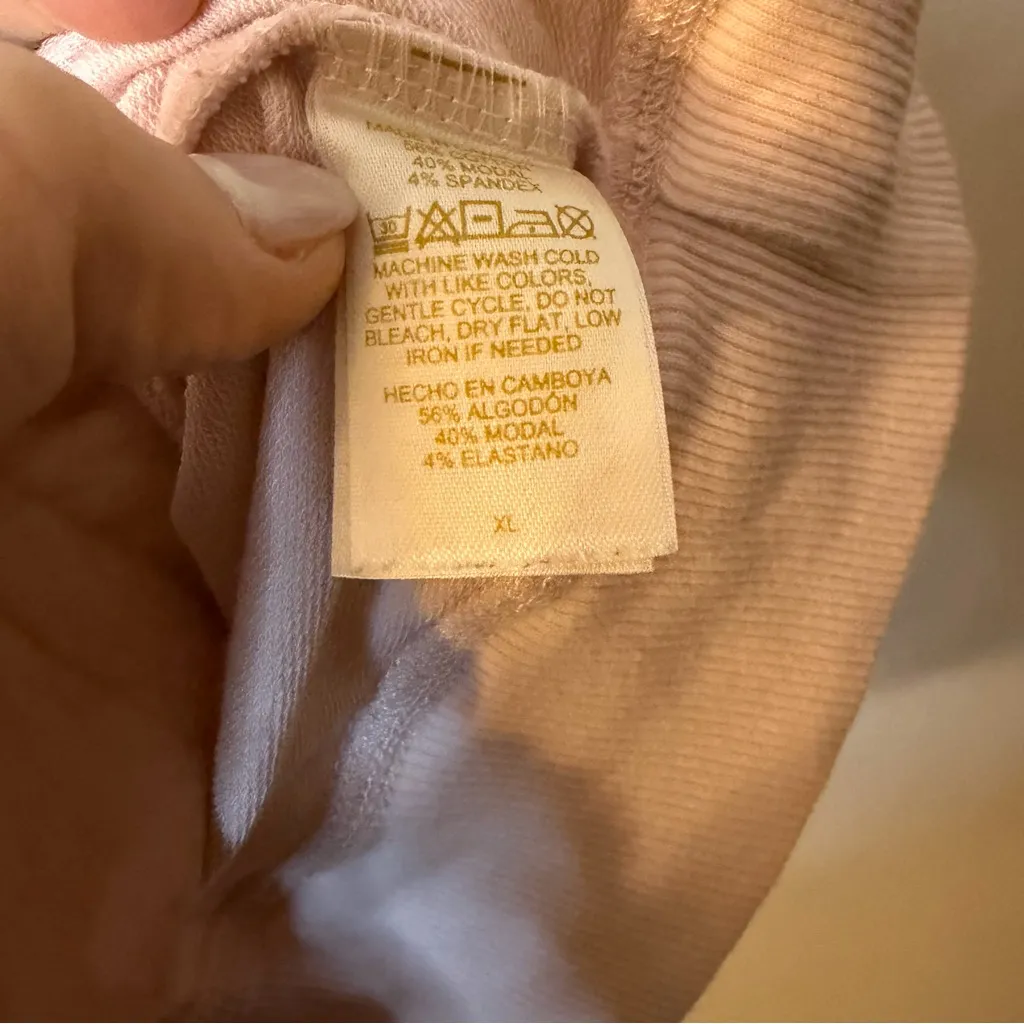 40% MODAL
4% SPANDEX
30
MACHINE WASH COLD
WITH LIKE COLORS,
GENTLE CYCLE, DO NOT
BLEACH, DRY FLAT, LOW
IRON IF NEEDED
HECHO EN CAMBOYA
56% ALGODÓN
40% MODAL
4% ELASTANO
XL